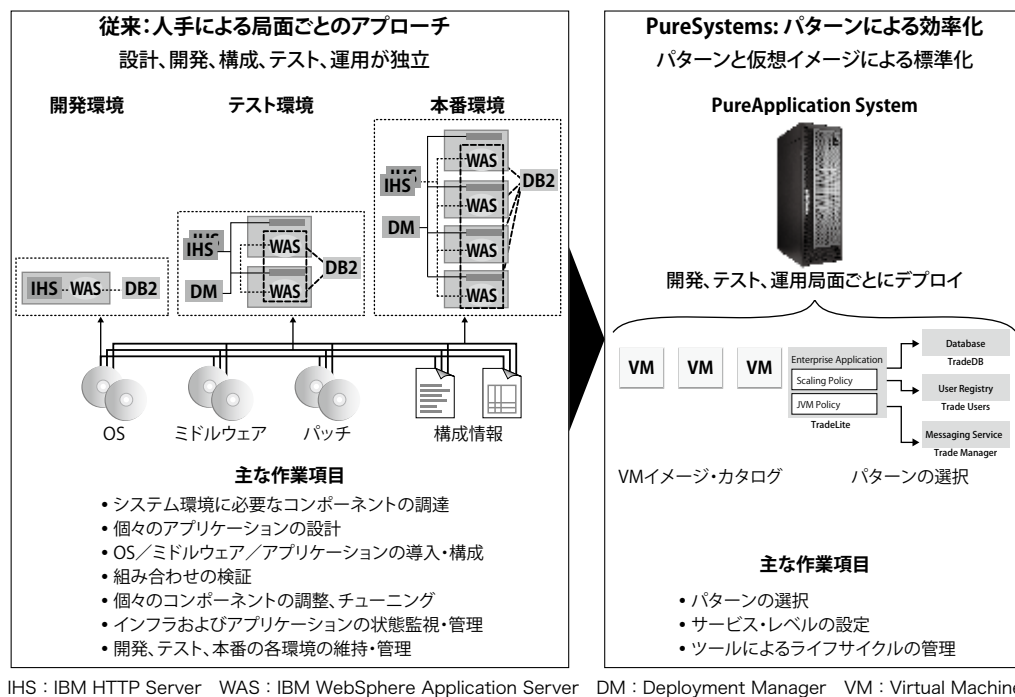 従来：人手による局面ごとのアプローチ
設計、開発、構成、テスト、運用が独立
開発環境
テスト環境
本番環境
IHS
WAS
DB2
IHS
IHS
DM
WAS
WAS
DB2
IHS
IHS
DM
WAS
WAS
WAS
WAS
DB2
OS
ミドルウェア
パッチ
構成情報
主な作業項目
• システム環境に必要なコンポーネントの調達
• 個々のアプリケーションの設計
• OS／ミドルウェア／アプリケーションの導入・構成
• 組み合わせの検証
• 個々のコンポーネントの調整、チューニング
• インフラおよびアプリケーションの状態監視・管理
• 開発、テスト、本番の各環境の維持・管理
PureSystems: パターンによる効率化
パターンと仮想イメージによる標準化
PureApplication System
開発、テスト、運用局面ごとにデプロイ
VM
VM
VM
Enterprise Application
Scaling Policy
JVM Policy
TradeLite
Database
TradeDB
User Registry
Trade Users
Messaging Service
Trade Manager
VMイメージ・カタログ
パターンの選択
主な作業項目
• パターンの選択
• サービス・レベルの設定
• ツールによるライフサイクルの管理
IHS：IBM HTTP Server WAS：IBM WebSphere Application Server DM：Deployment Manager VM：Virtual Machine